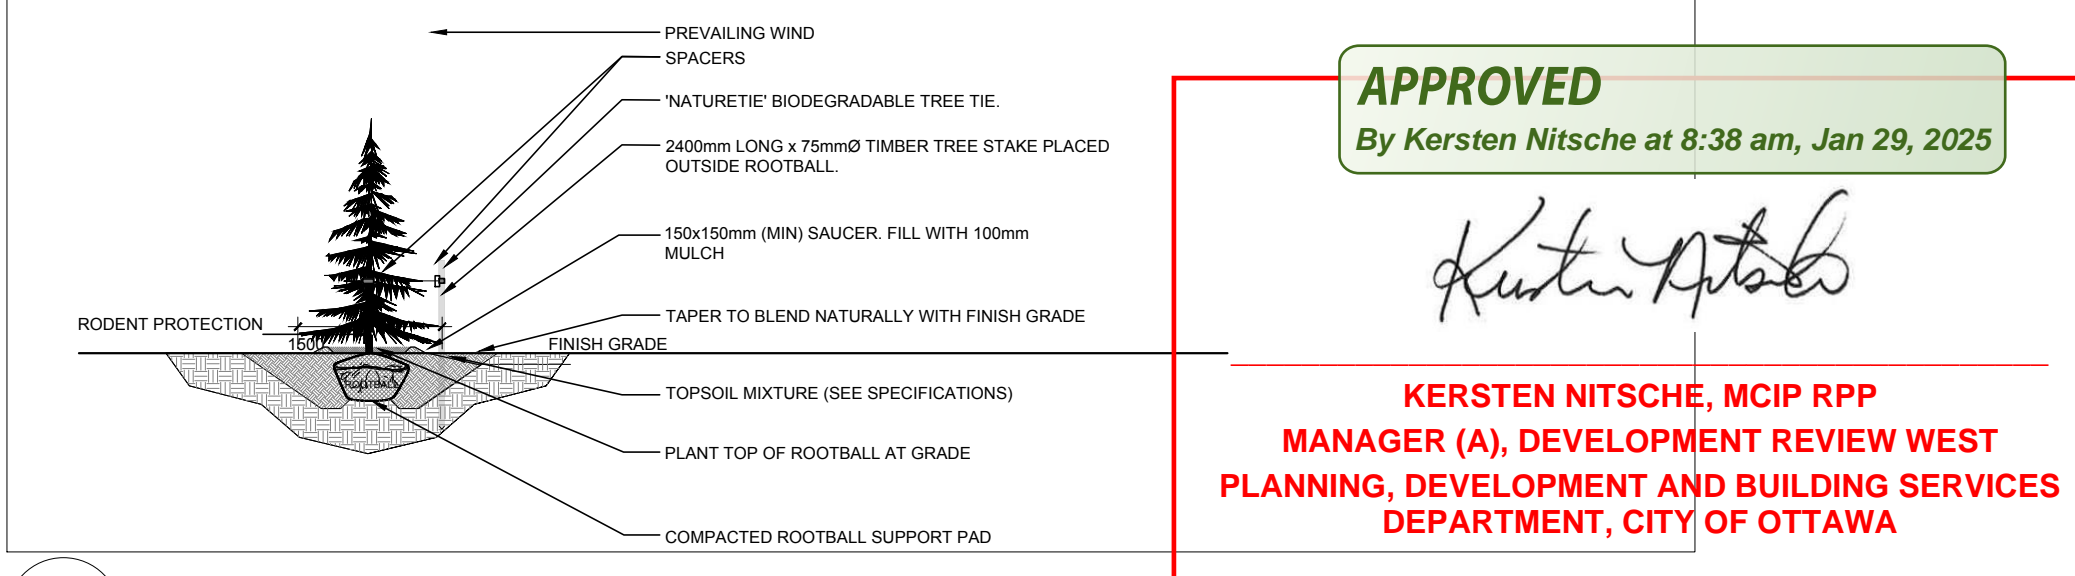 PREVAILING WIND
SPACERS
'NATURETIE' BIODEGRADABLE TREE TIE.
2400mm LONG x 75mmØ TIMBER TREE STAKE PLACED
OUTSIDE ROOTBALL.
150x150mm (MIN) SAUCER. FILL WITH 100mm
MULCH
RODENT PROTECTION
TAPER TO BLEND NATURALLY WITH FINISH GRADE
1500
FINISH GRADE
ROOTBALL
TOPSOIL MIXTURE (SEE SPECIFICATIONS)
PLANT TOP OF ROOTBALL AT GRADE
COMPACTED ROOTBALL SUPPORT PAD
APPROVED
By Kersten Nitsche at 8:38 am, Jan 29, 2025
Kersten Nitsche
KERSTEN NITSCHE, MCIP RPP
MANAGER (A), DEVELOPMENT REVIEW WEST
PLANNING, DEVELOPMENT AND BUILDING SERVICES
DEPARTMENT, CITY OF OTTAWA